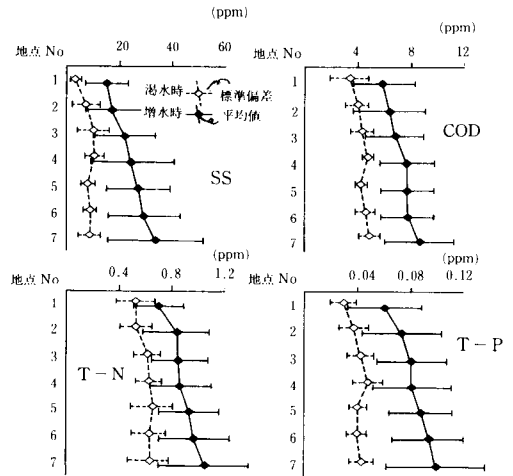 (ppm) (ppm)
地点 No 20 40 60 4 8 12
1 1
2 渇水時 標準偏差 2
増水時 平均値
3 3 COD
4 4
5 SS 5
6 6
7 7
地点 No (ppm) 地点 No (ppm)
0.4 0.8 1.2 0.04 0.08 0.12
1 1
2 2
3 3 T-P
T-N
4 4
5 5
6 6
7 7